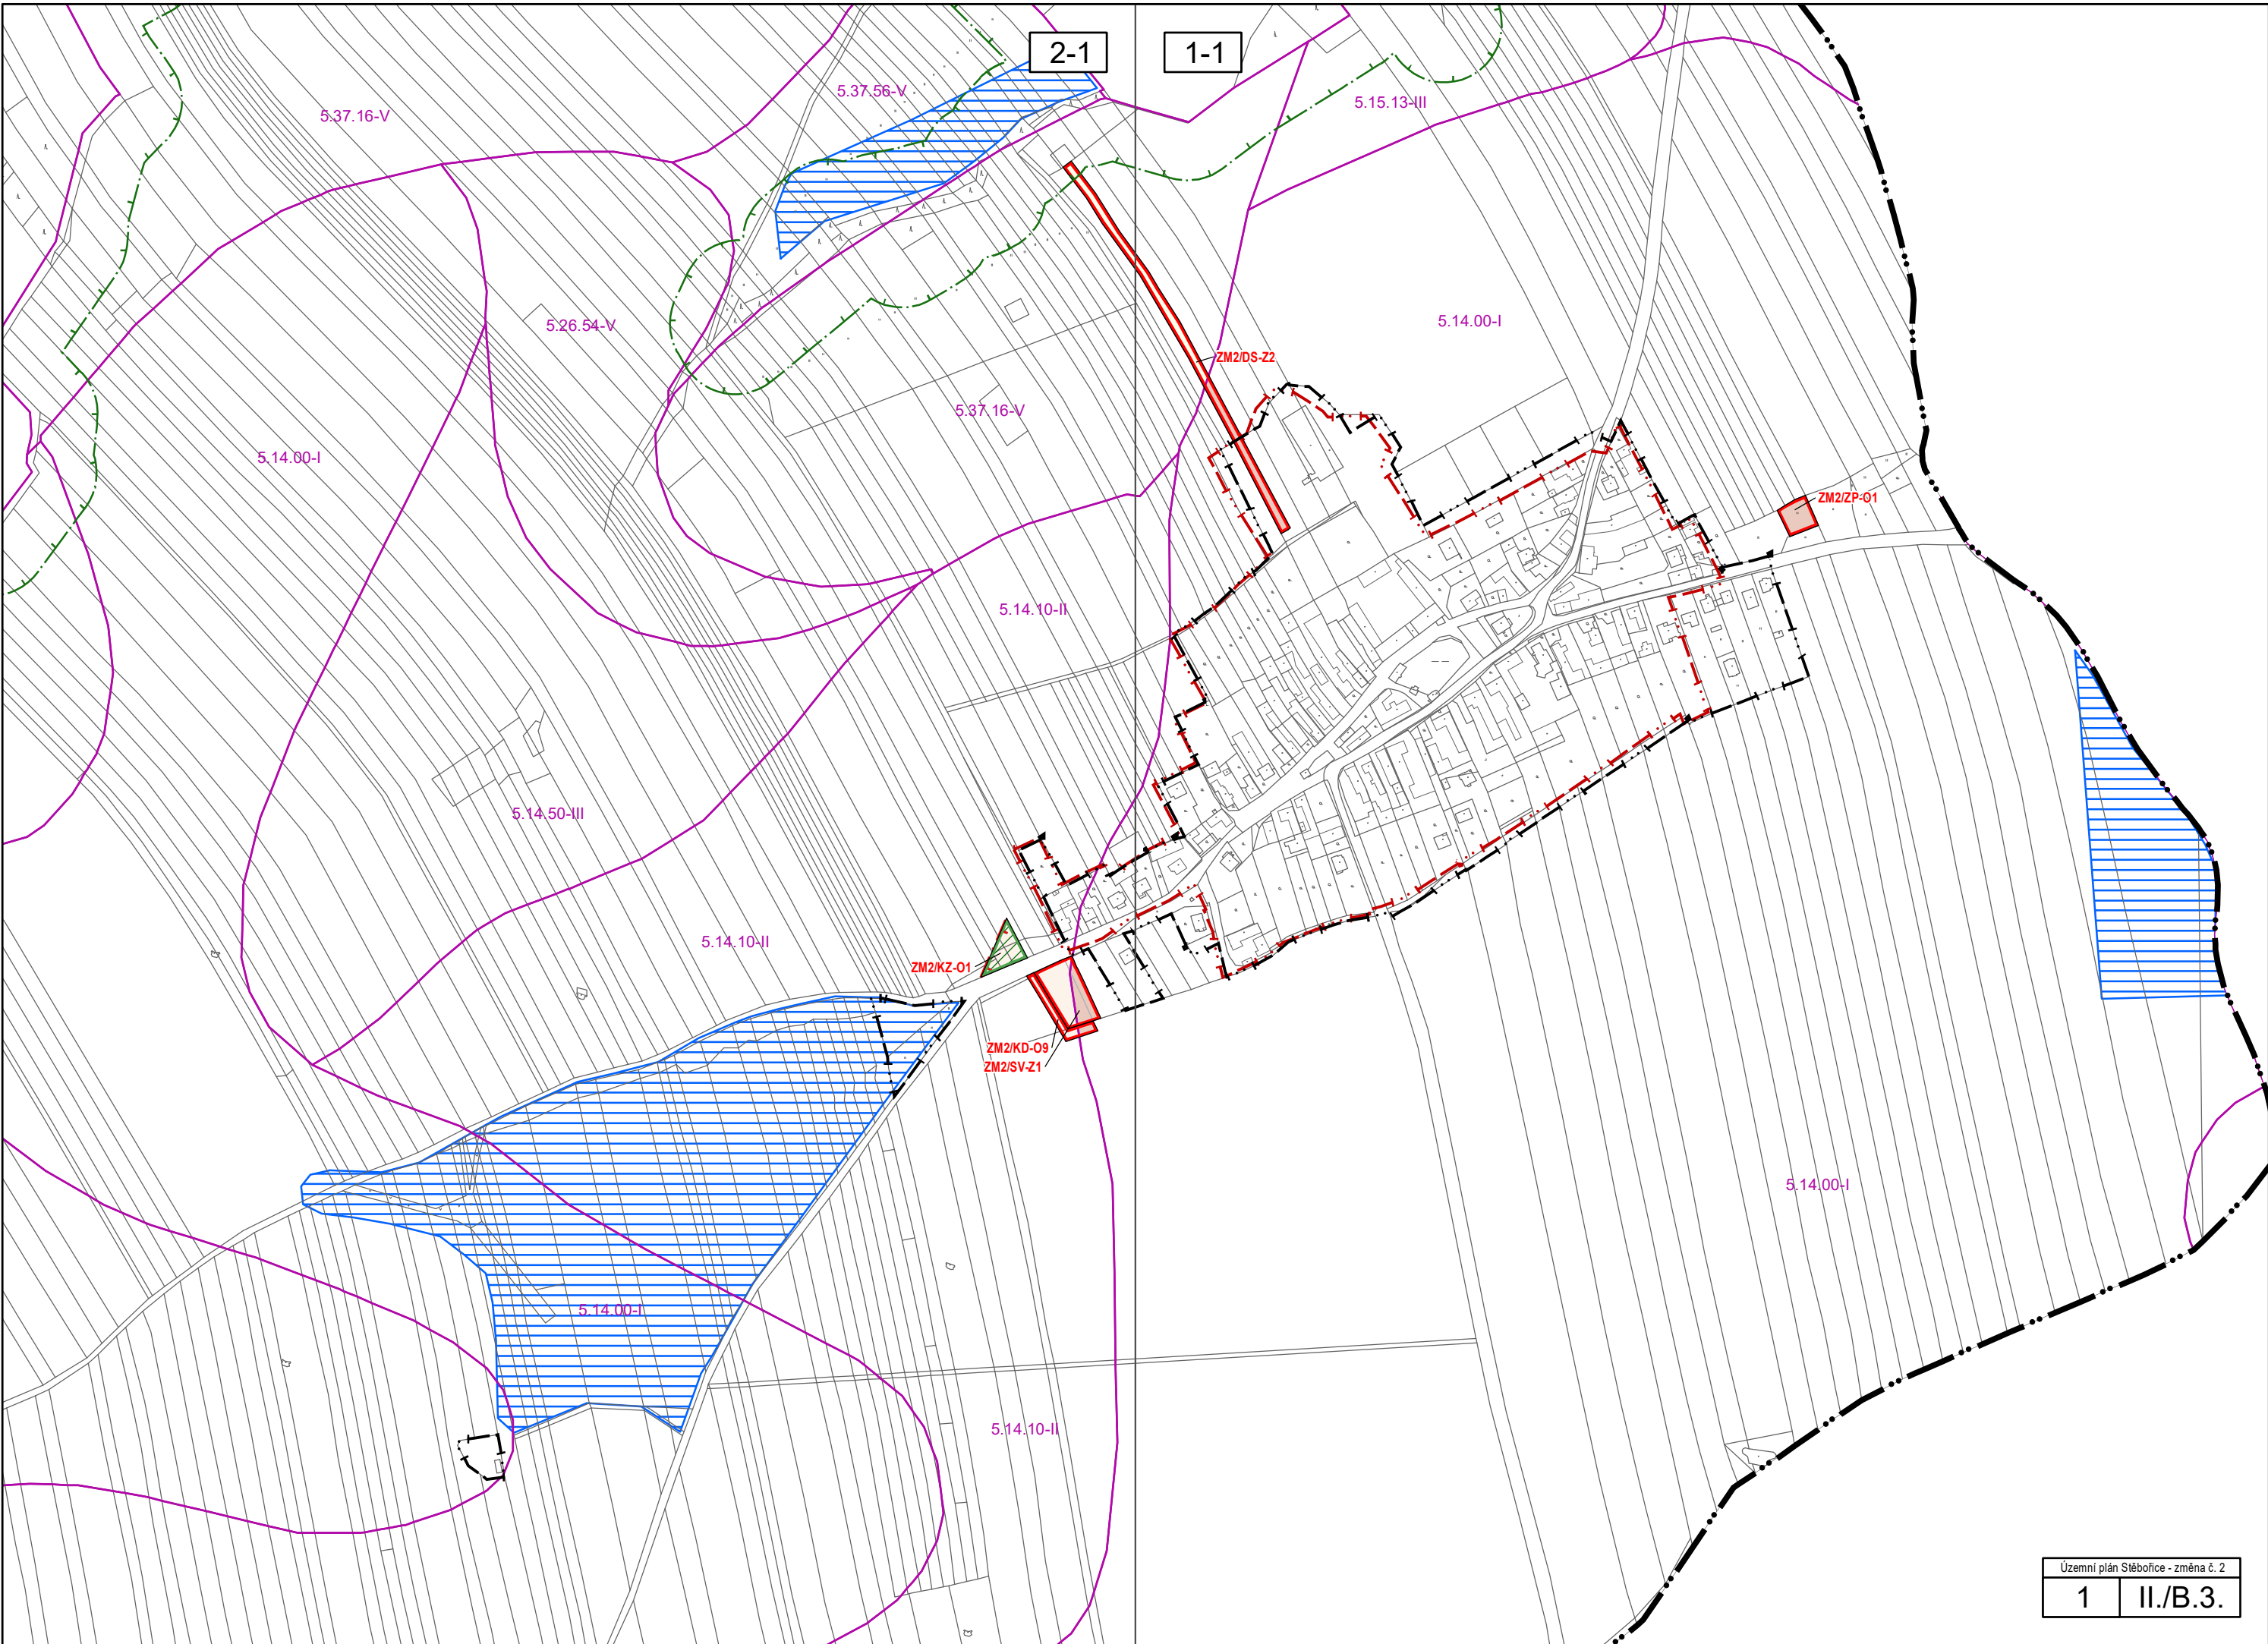 2-1
1-1
5.37.56-V
5.15.13-III
5.37.16-V
5.14.00-I
5.26.54-V
ZM2/DS-Z2
5.37.16-V
5.14.00-I
ZM2/ZP-O1
5.14.10-II
5.14.50-III
5.14.10-II
ZM2/KZ-O1
ZM2/KD-O9
ZM2/SV-Z1
5.14.00-I
5.14.00-I
5.14.10-II
Územní plán Stěbořice - změna č. 2
1
II./B.3.